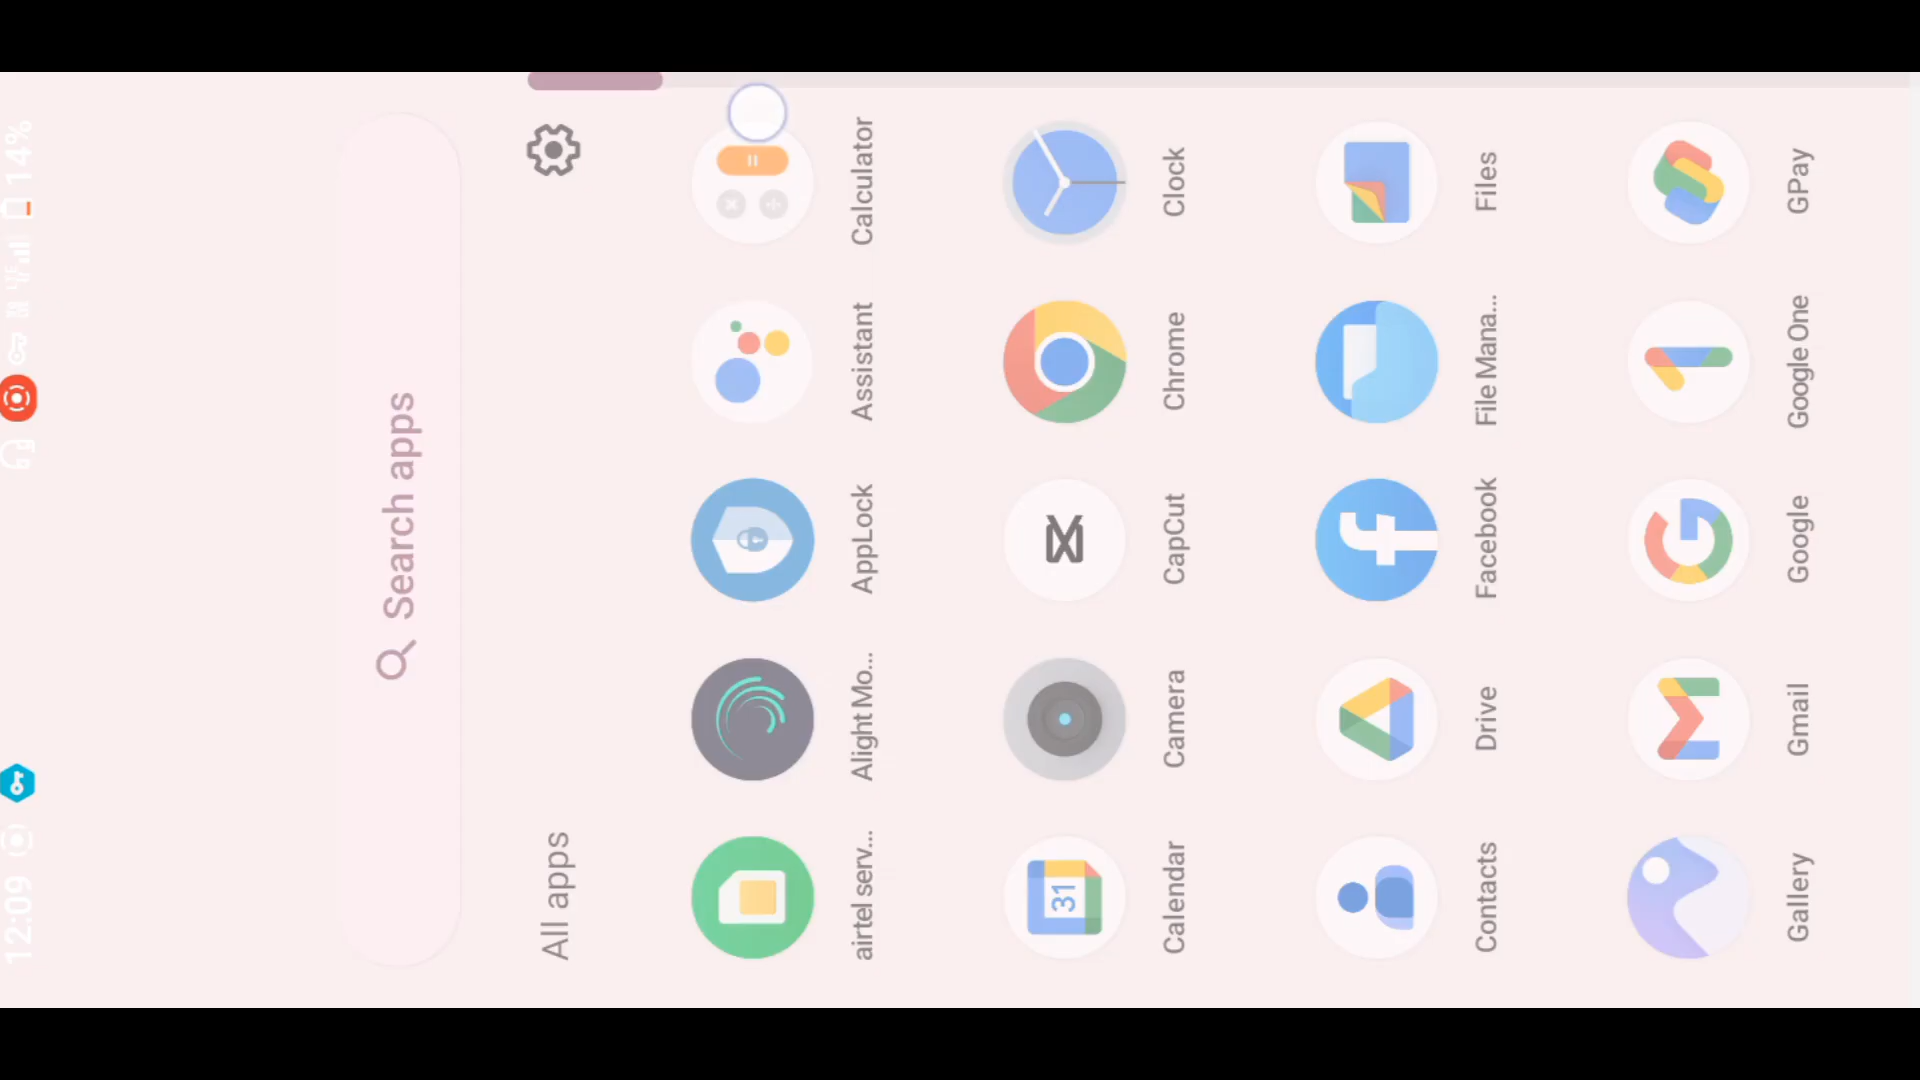 12:09
14%
Search apps
All apps
airtel serv...
Alight Mo...
AppLock
Assistant
Calculator
31
Calendar
Camera
CapCut
Chrome
Clock
Contacts
Drive
Facebook
File Mana...
Files
Gallery
Gmail
Google
Google One
GPay